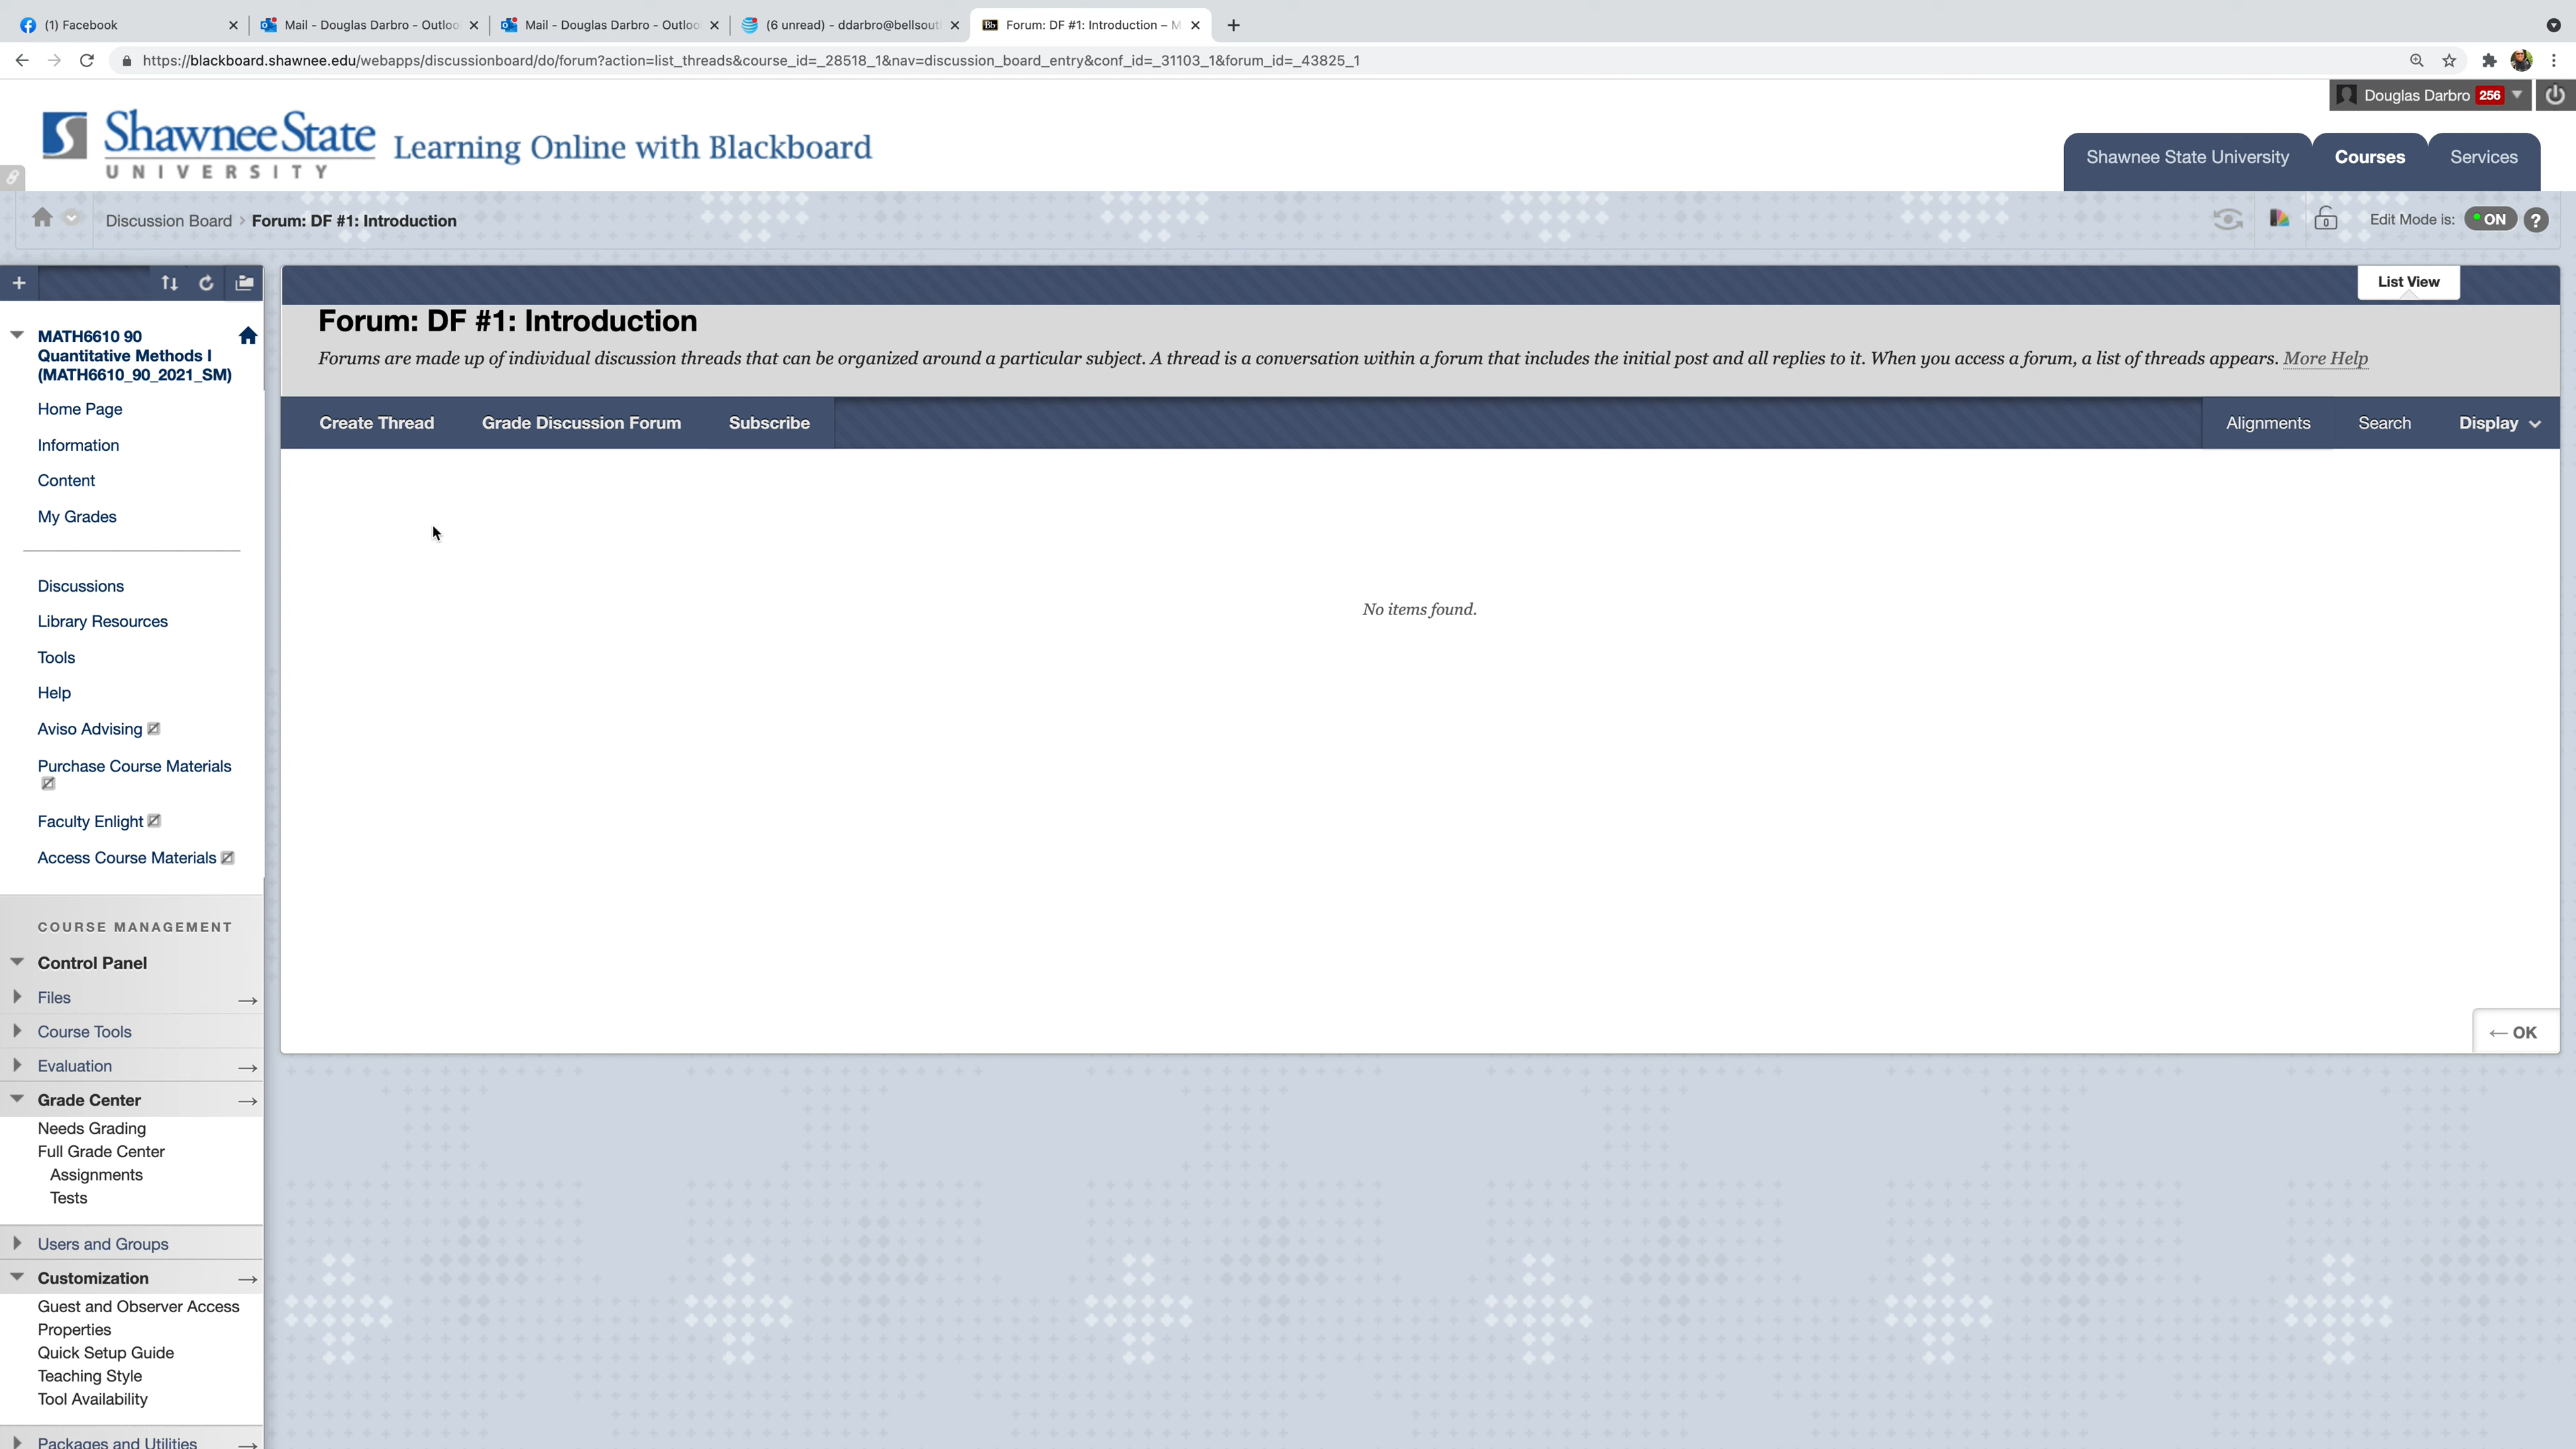 (1) Facebook
Mail - Douglas Darbro - Outloo
Mail - Douglas Darbro - Outloo
(6 unread) - ddarbro@bellsout
Forum: DF #1: Introduction – M
https://blackboard.shawnee.edu/webapps/discussionboard/do/forum?action=list_threads&course_id=_28518_1&nav=discussion_board_entry&conf_id=_31103_1&forum_id=_43825_1
Douglas Darbro 256
Shawnee State
UNIVERSITY
Learning Online with Blackboard
Shawnee State University
Courses
Services
Discussion Board
Forum: DF #1: Introduction
0
Edit Mode is:
ON
?
List View
Forum: DF #1: Introduction
Forums are made up of individual discussion threads that can be organized around a particular subject. A thread is a conversation within a forum that includes the initial post and all replies to it. When you access a forum, a list of threads appears. More Help
Create Thread
Grade Discussion Forum
Subscribe
Alignments
Search
Display
No items found.
OK
MATH6610 90
Quantitative Methods I
(MATH6610_90_2021_SM)
Home Page
Information
Content
My Grades
Discussions
Library Resources
Tools
Help
Aviso Advising
Purchase Course Materials
Faculty Enlight
Access Course Materials
COURSE MANAGEMENT
Control Panel
Files
Course Tools
Evaluation
Grade Center
Needs Grading
Full Grade Center
Assignments
Tests
Users and Groups
Customization
Guest and Observer Access
Properties
Quick Setup Guide
Teaching Style
Tool Availability
Packages and Utilities